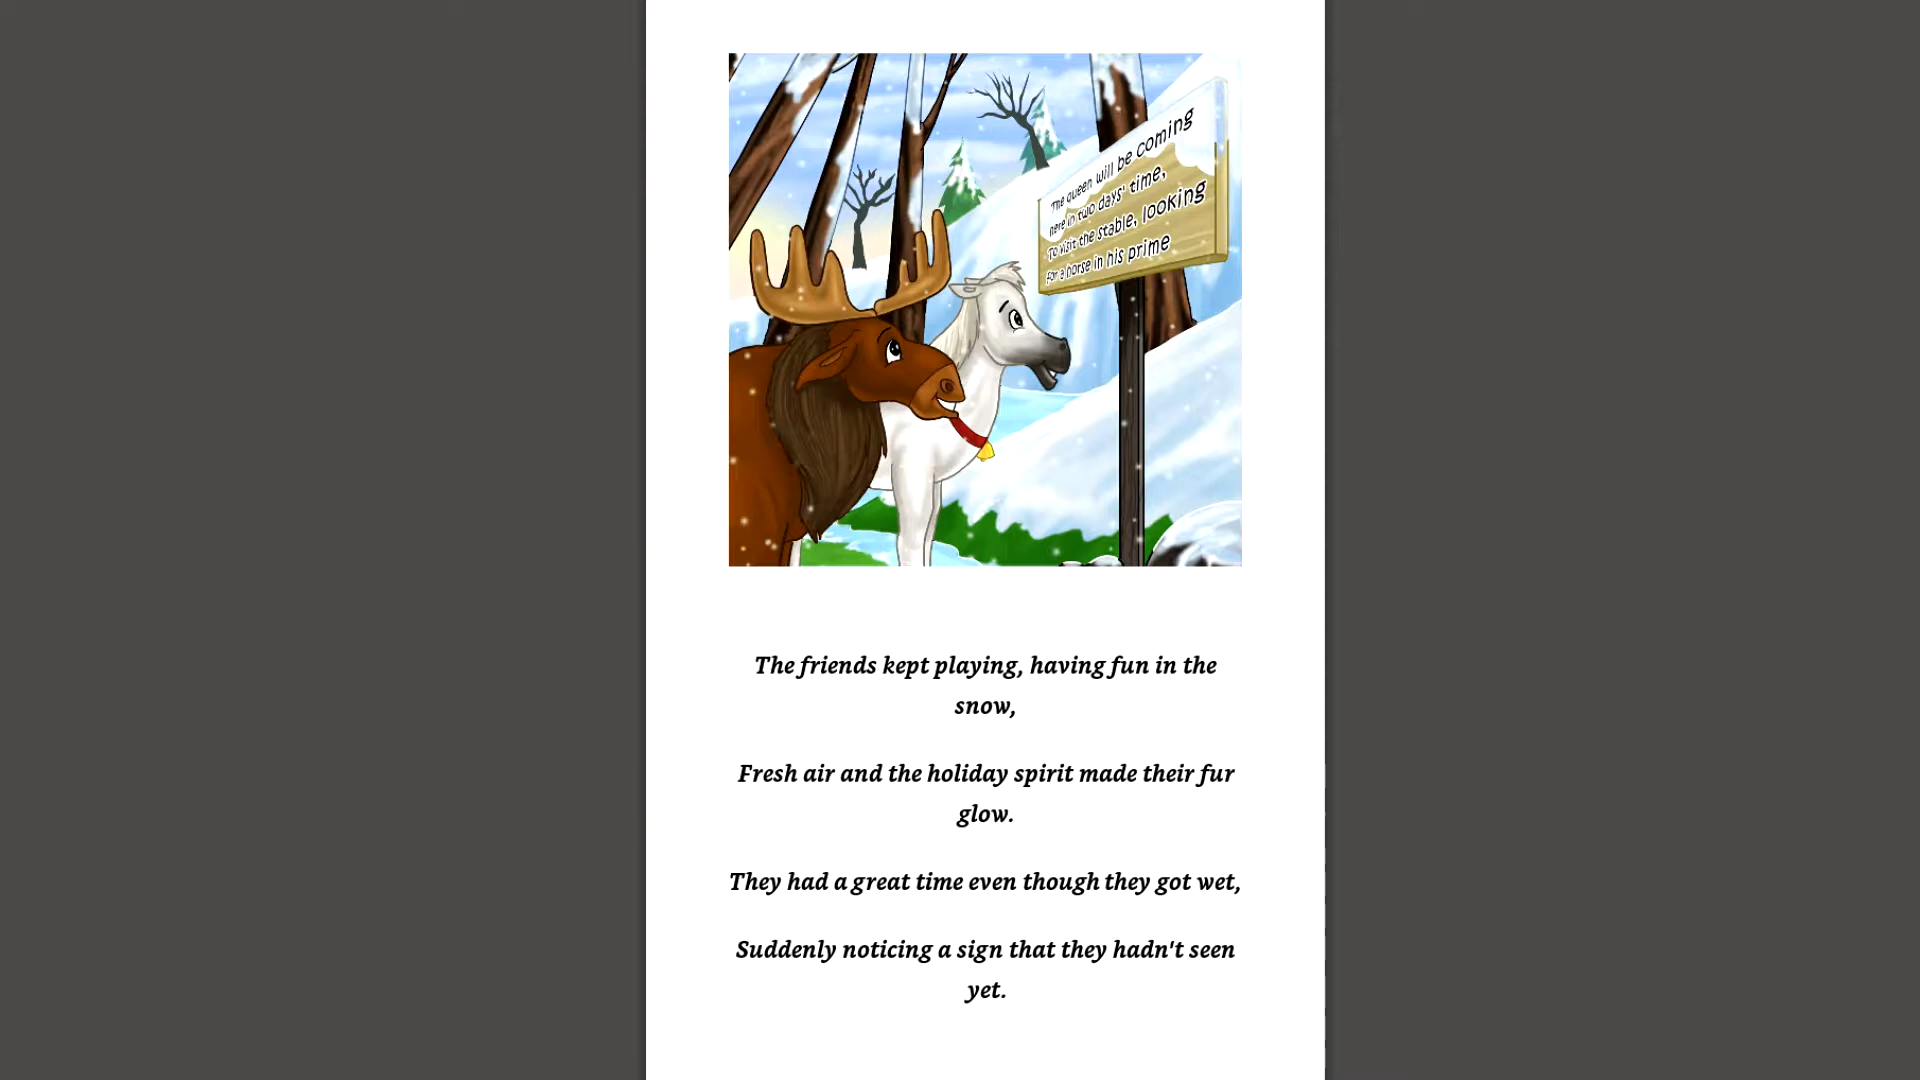 The queen will be coming
here in two days' time,
To visit the stable, looking
for a horse in his prime
The friends kept playing, having fun in the
snow,
Fresh air and the holiday spirit made their fur
glow.
They had a great time even though they got wet,
Suddenly noticing a sign that they hadn't seen
yet.